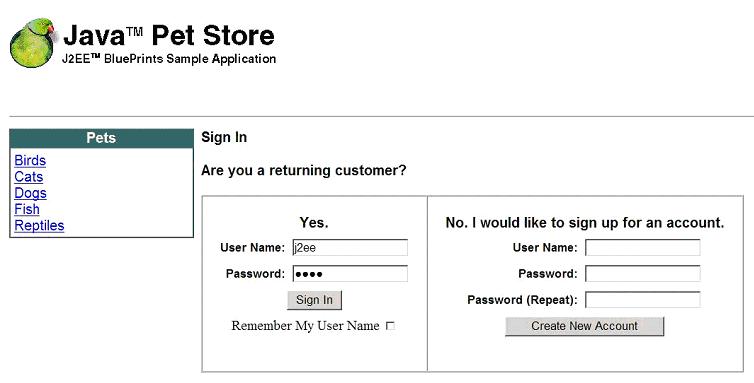 Java™ Pet Store
J2EE™ BluePrints Sample Application
Pets
Birds
Cats
Dogs
Fish
Reptiles
Sign In
Are you a returning customer?
Yes.
User Name: j2ee
Password: ●●●●
Sign In
Remember My User Name
No. I would like to sign up for an account.
User Name:
Password:
Password (Repeat):
Create New Account